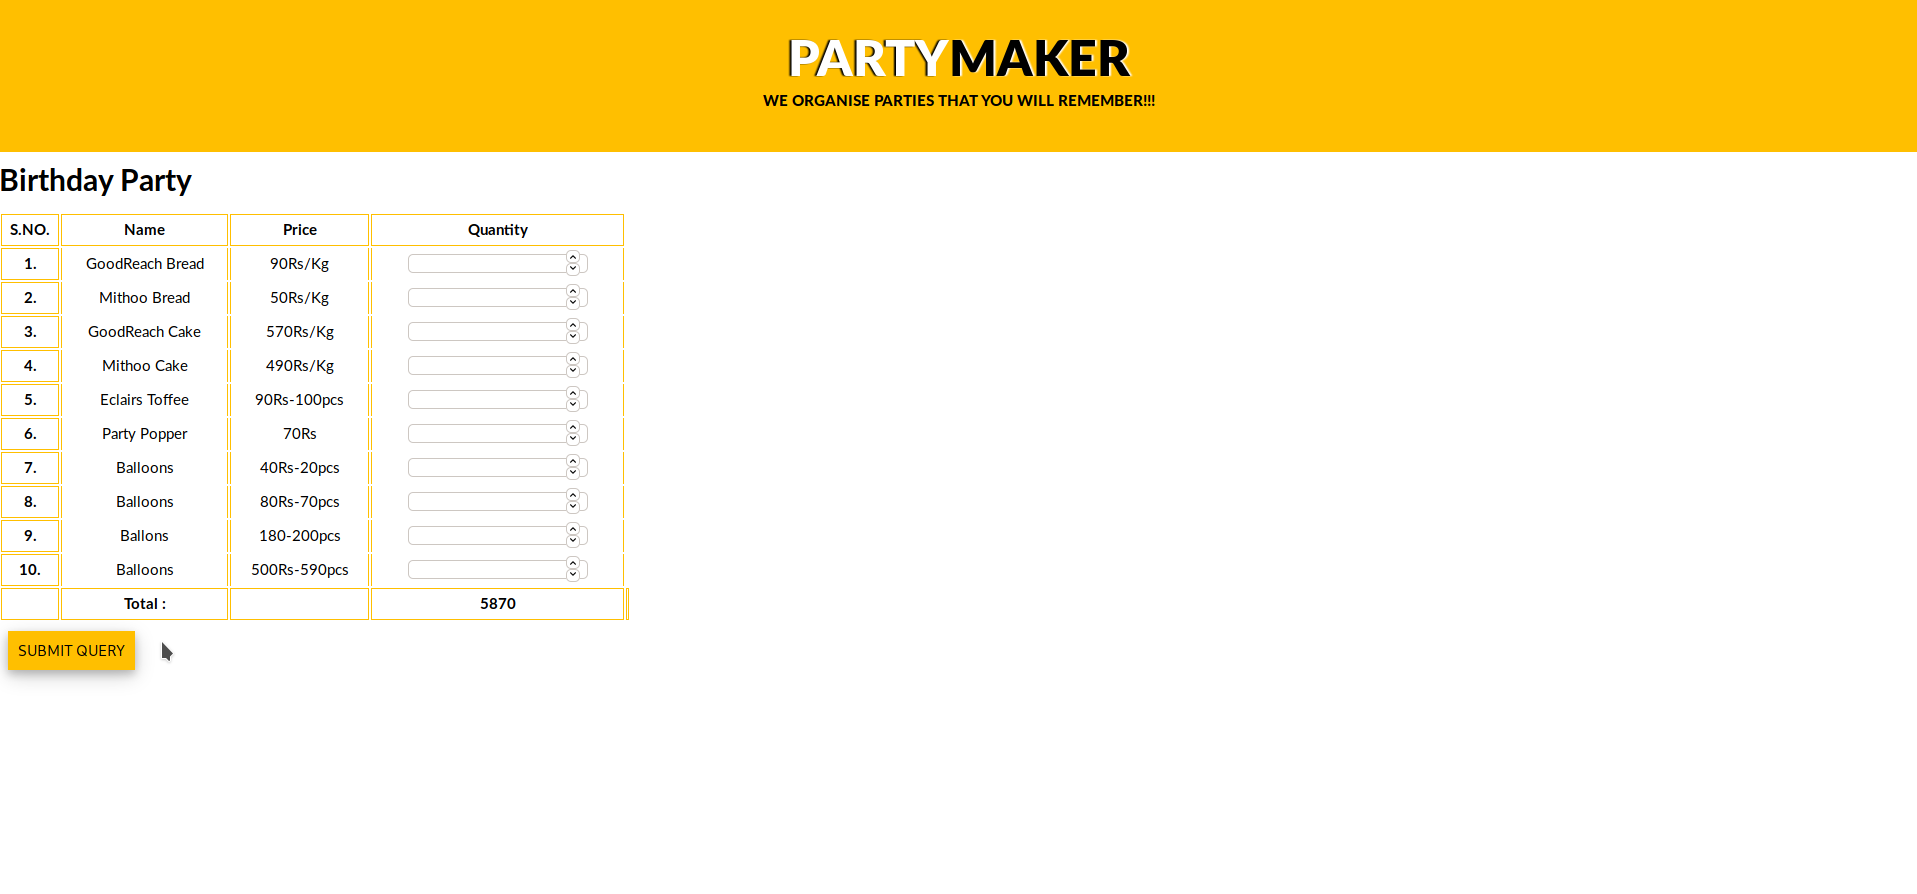 PARTYMAKER
WE ORGANISE PARTIES THAT YOU WILL REMEMBER!!!
Birthday Party
S.NO. Name Price Quantity
1. GoodReach Bread 90Rs/Kg
2. Mithoo Bread 50Rs/Kg
3. GoodReach Cake 570Rs/Kg
4. Mithoo Cake 490Rs/Kg
5. Eclairs Toffee 90Rs-100pcs
6. Party Popper 70Rs
7. Balloons 40Rs-20pcs
8. Balloons 80Rs-70pcs
9. Ballons 180-200pcs
10. Balloons 500Rs-590pcs
Total : 5870
SUBMIT QUERY